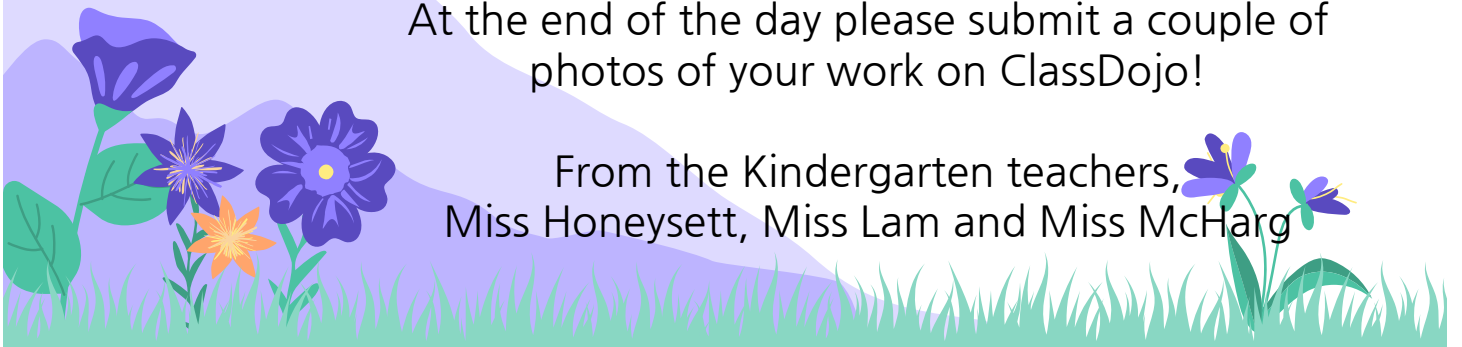 At the end of the day please submit a couple of
photos of your work on ClassDojo!
From the Kindergarten teachers,
Miss Honeysett, Miss Lam and Miss McHarg